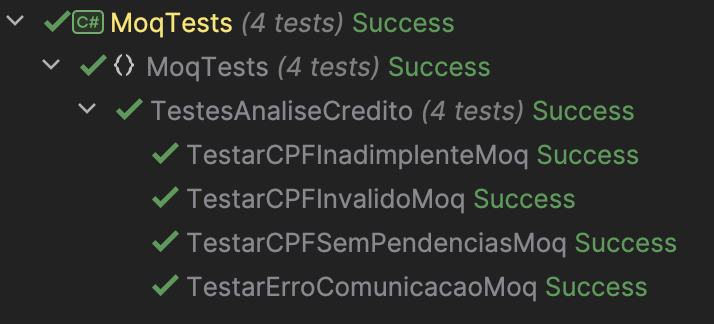 C# MoqTests (4 tests) Success
{} MoqTests (4 tests) Success
TestesAnaliseCredito (4 tests) Success
TestarCPFInadimplenteMoq Success
TestarCPFInvalidoMoq Success
TestarCPFSemPendenciasMoq Success
TestarErroComunicacaoMoq Success